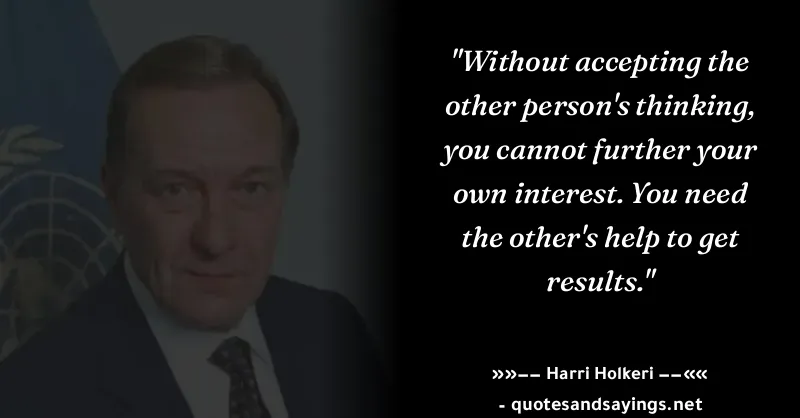 "Without accepting the
other person's thinking,
you cannot further your
own interest. You need
the other's help to get
results."
»»–– Harri Holkeri ––««
- quotesandsayings.net